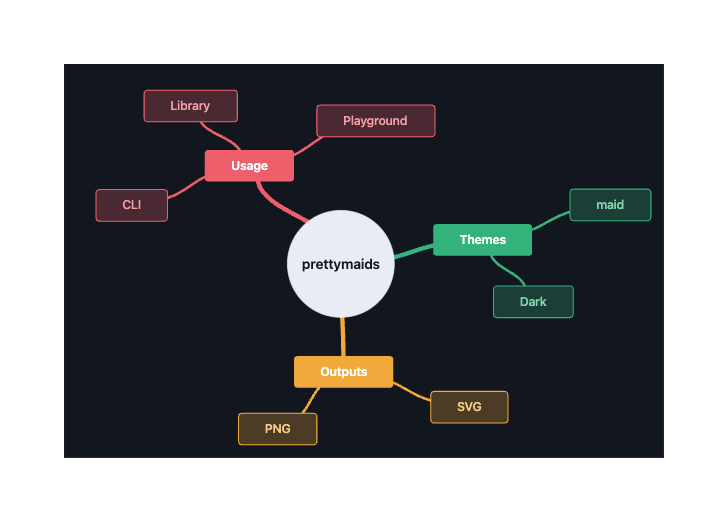 Library
Playground
Usage
CLI
maid
Themes
prettymaids
Dark
Outputs
SVG
PNG